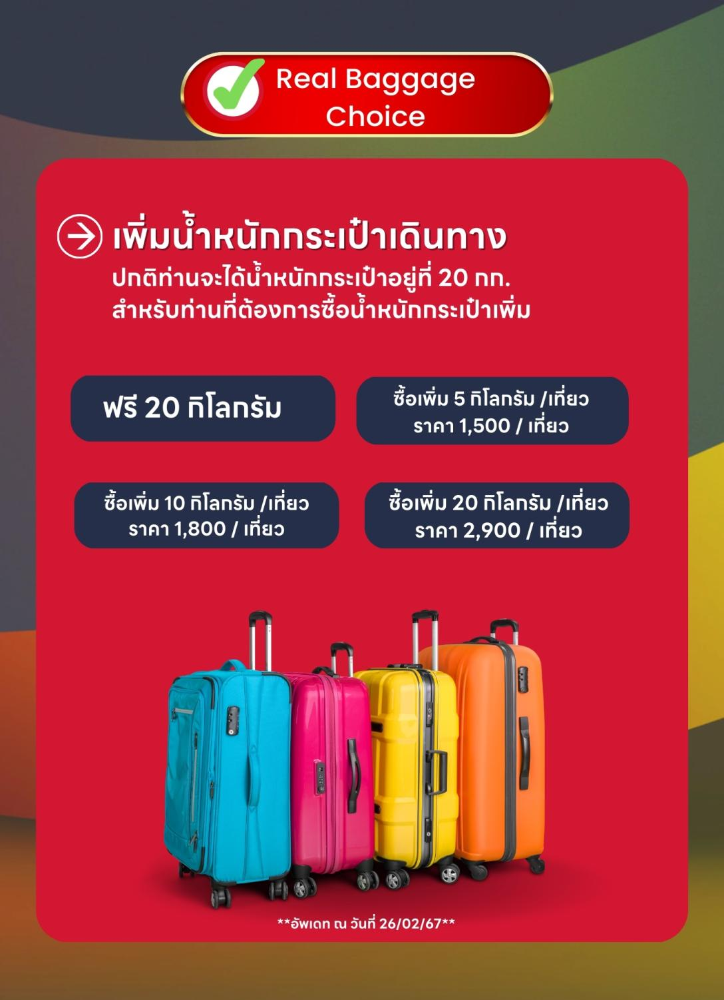 Real Baggage
Choice
เพิ่มน้ำหนักกระเป๋าเดินทาง
ปกติท่านจะได้น้ำหนักกระเป๋าอยู่ที่ 20 กก.
สำหรับท่านที่ต้องการซื้อน้ำหนักกระเป๋าเพิ่ม
ฟรี 20 กิโลกรัม
ซื้อเพิ่ม 5 กิโลกรัม /เที่ยว
ราคา 1,500 / เที่ยว
ซื้อเพิ่ม 10 กิโลกรัม /เที่ยว
ราคา 1,800 / เที่ยว
ซื้อเพิ่ม 20 กิโลกรัม /เที่ยว
ราคา 2,900 / เที่ยว
**อัพเดท ณ วันที่ 26/02/67**